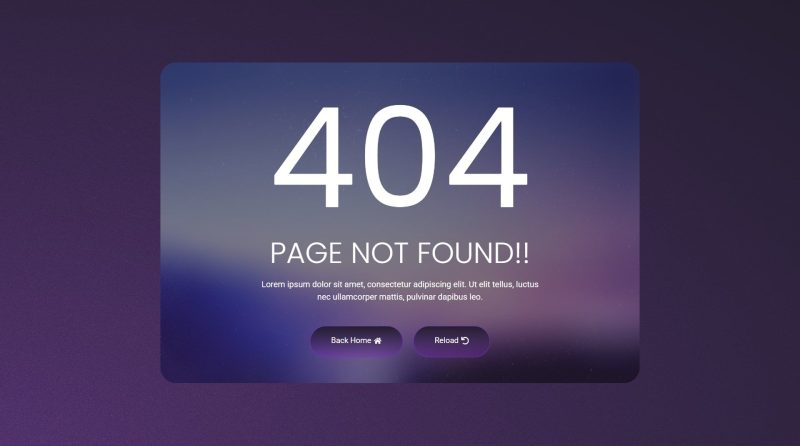 404
PAGE NOT FOUND!!
Lorem ipsum dolor sit amet, consectetur adipiscing elit. Ut elit tellus, luctus
nec ullamcorper mattis, pulvinar dapibus leo.
Back Home
Reload